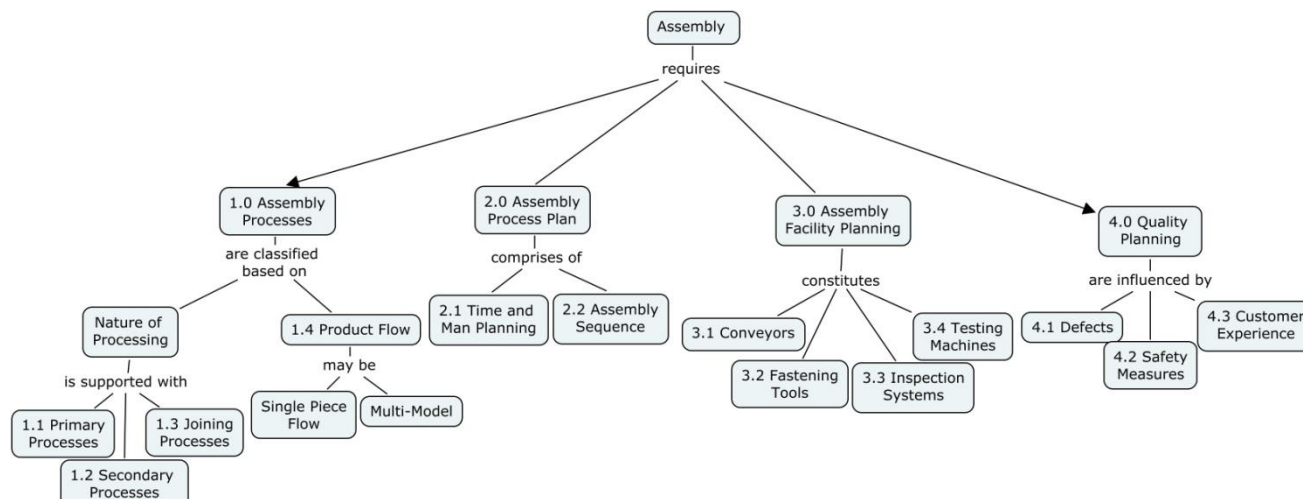 Assembly
requires
1.0 Assembly
Processes
2.0 Assembly
Process Plan
3.0 Assembly
Facility Planning
4.0 Quality
Planning
are classified
based on
comprises of
constitutes
are influenced by
Nature of
Processing
1.4 Product Flow
2.1 Time and
Man Planning
2.2 Assembly
Sequence
3.1 Conveyors
3.4 Testing
Machines
4.1 Defects
4.3 Customer
Experience
4.2 Safety
Measures
3.2 Fastening
Tools
3.3 Inspection
Systems
is supported with
may be
1.1 Primary
Processes
1.3 Joining
Processes
Single Piece
Flow
Multi-Model
1.2 Secondary
Processes